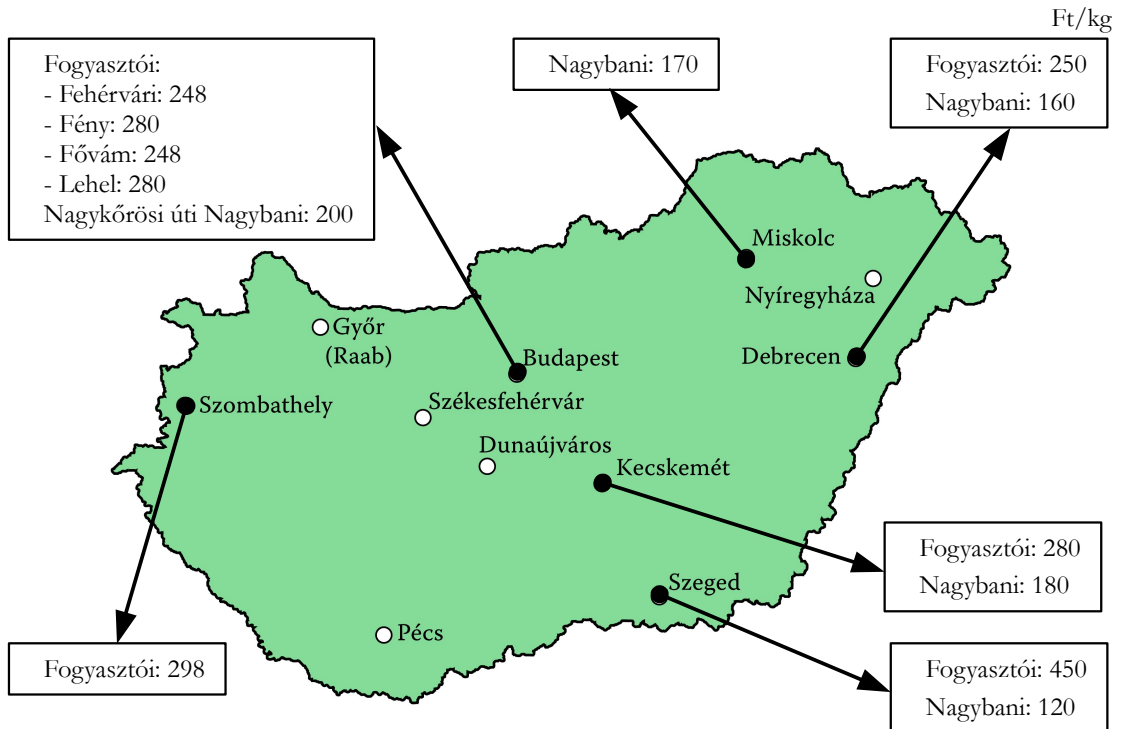 Ft/kg
Fogyasztói:
- Fehérvári: 248
- Fény: 280
- Fővám: 248
- Lehel: 280
Nagykőrösi úti Nagybani: 200
Nagybani: 170
Fogyasztói: 250
Nagybani: 160
Miskolc
Nyíregyháza
Győr
(Raab)
Budapest
Debrecen
Szombathely
Székesfehérvár
Dunaújváros
Kecskemét
Fogyasztói: 280
Nagybani: 180
Szeged
Pécs
Fogyasztói: 298
Fogyasztói: 450
Nagybani: 120